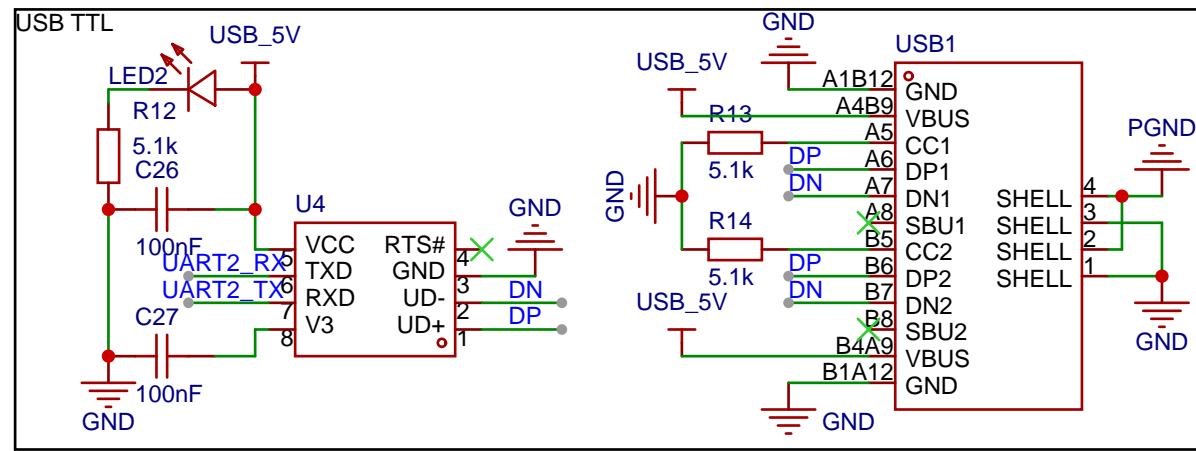 USB TTL
USB_5V
LED2
R12
5.1k
C26
100nF
U4
VCC
TXD
RXD
V3
5
6
7
8
RTS#
GND
UD-
UD+
4
3
2
1
UART2_RX
UART2_TX
C27
100nF
GND
GND
DN
DP
GND
USB_5V
USB1
A1B12
GND
A4B9
VBUS
R13
5.1k
A5
CC1
DP
A6
DP1
DN
A7
DN1
A8
SBU1
GND
R14
5.1k
B5
CC2
DP
B6
DP2
DN
B7
DN2
B8
SBU2
USB_5V
B4A9
VBUS
B1A12
GND
GND
SHELL
4
SHELL
3
SHELL
2
SHELL
1
PGND
GND